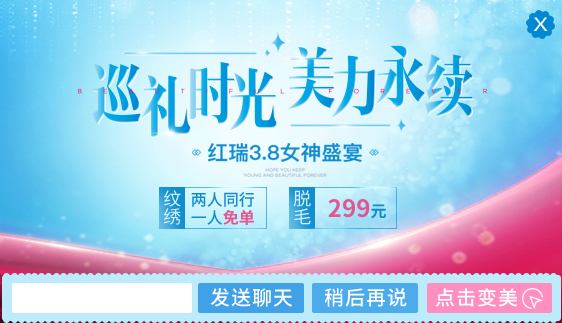 X
巡礼时光 美力永续
BEAUTIFUL FOREVER
红瑞3.8女神盛宴
HOPE YOU KEEP
YOUNG AND BEAUTIFUL FOREVER
纹绣 两人同行 一人免单
脱毛 299元
发送聊天 稍后再说 点击变美